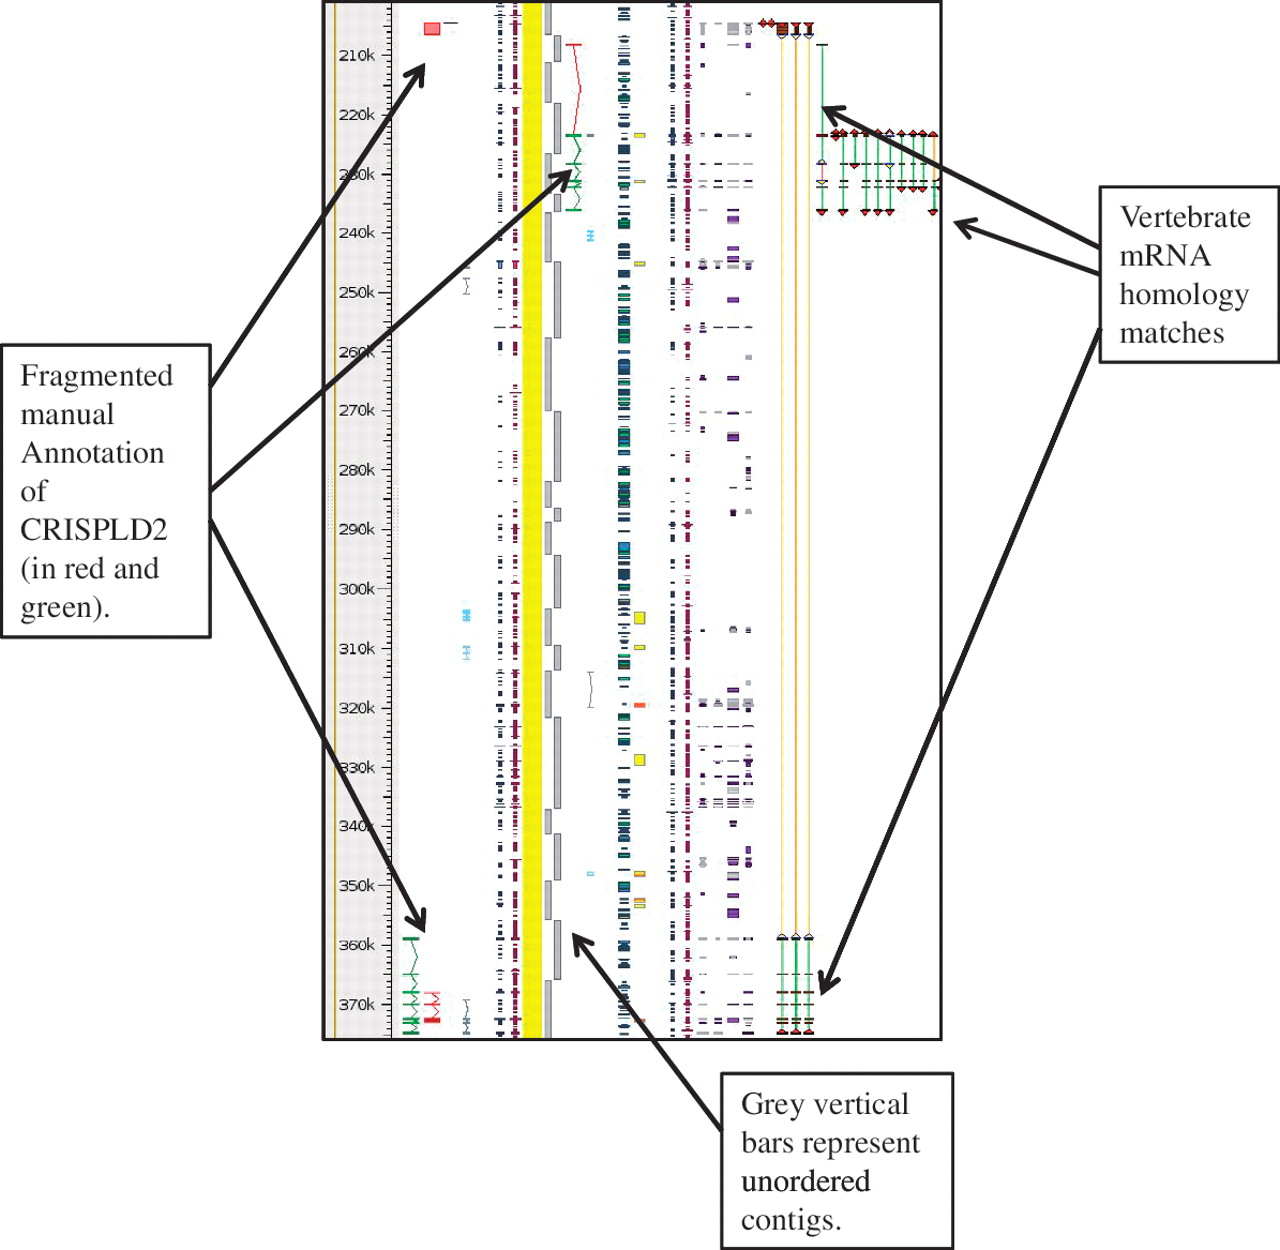 210k
220k
230k
240k
250k
260k
270k
280k
290k
300k
310k
320k
330k
340k
350k
360k
370k
Fragmented
manual
Annotation
of
CRISPLD2
(in red and
green).
Vertebrate
mRNA
homology
matches
Grey vertical
bars represent
unordered
contigs.